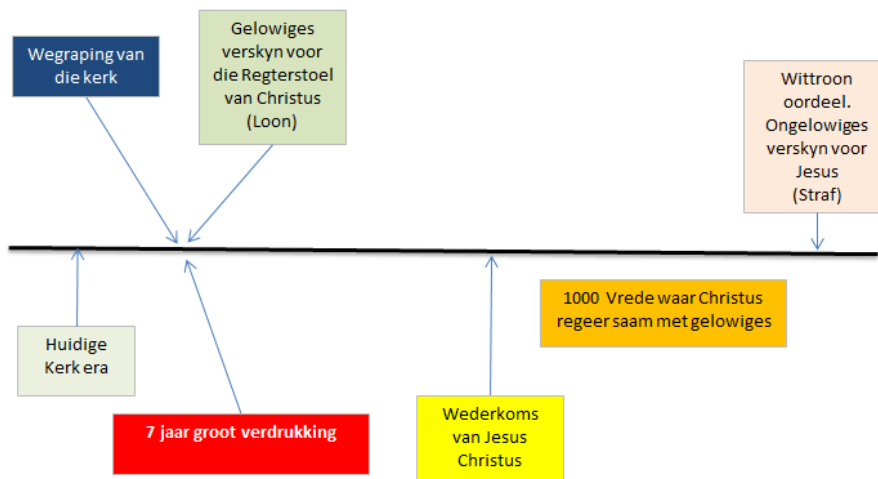 Wegraping van
die kerk
Gelowiges
verskyn voor
die Regterstoel
van Christus
(Loon)
Wittroon
oordeel.
Ongelowiges
verskyn voor
Jesus
(Straf)
Huidige
Kerk era
7 jaar groot verdrukking
Wederkoms
van Jesus
Christus
1000 Vrede waar Christus
regeer saam met gelowiges